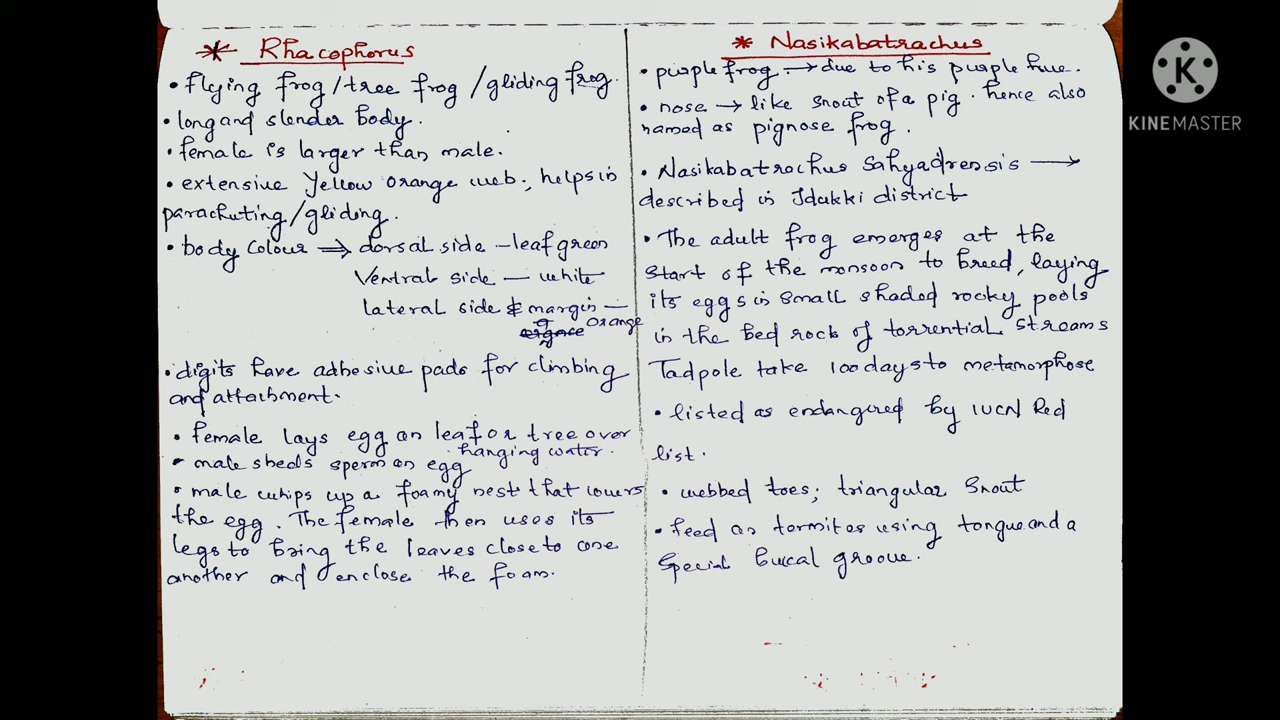 * Rhacophorus
• flying frog/tree frog/gliding frog.
• long and slender body.
• female is larger than male.
• extensive yellow orange web; helps in
parachuting/gliding.
• body colour ⇒ dorsal side – leaf green
Ventral side — white
lateral side & margin —
orange
• digits have adhesive pads for climbing
and attachment.
• female lays egg on leaf or tree over
hanging water.
• male sheds sperm on egg
• male whips up a foamy nest that covers
the egg. The female then uses its
legs to bring the leaves close to one
another and enclose the foam.
* Nasikabatrachus
• purple frog → due to his purple hue.
• nose → like snout of a pig. hence also
named as pignose frog.
• Nasikabatrachus Sahyadrensis →
described in Idukki district
• The adult frog emerges at the
start of the monsoon to breed, laying
its eggs in small shaded rocky pools
in the bed rock of torrential streams
Tadpole take 100 days to metamorphose
• listed as endangered by IUCN Red
list.
• webbed toes; triangular snout
• feed on termites using tongue and a
special bucal groove.
K
KINEMASTER